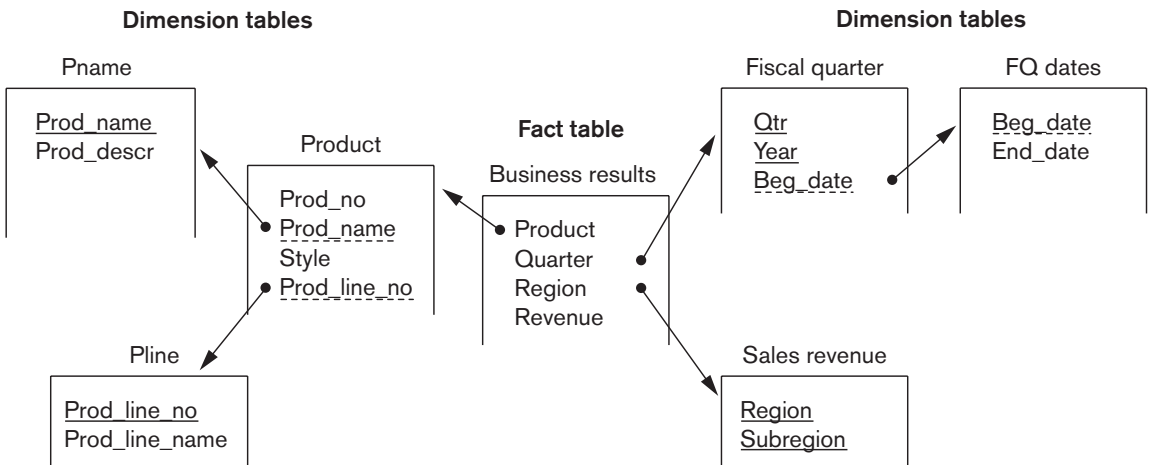 Dimension tables
Dimension tables
Pname
Prod_name
Prod_descr
Product
Prod_no
Prod_name
Style
Prod_line_no
Pline
Prod_line_no
Prod_line_name
Fact table
Business results
Product
Quarter
Region
Revenue
Fiscal quarter
Qtr
Year
Beg_date
FQ dates
Beg_date
End_date
Sales revenue
Region
Subregion